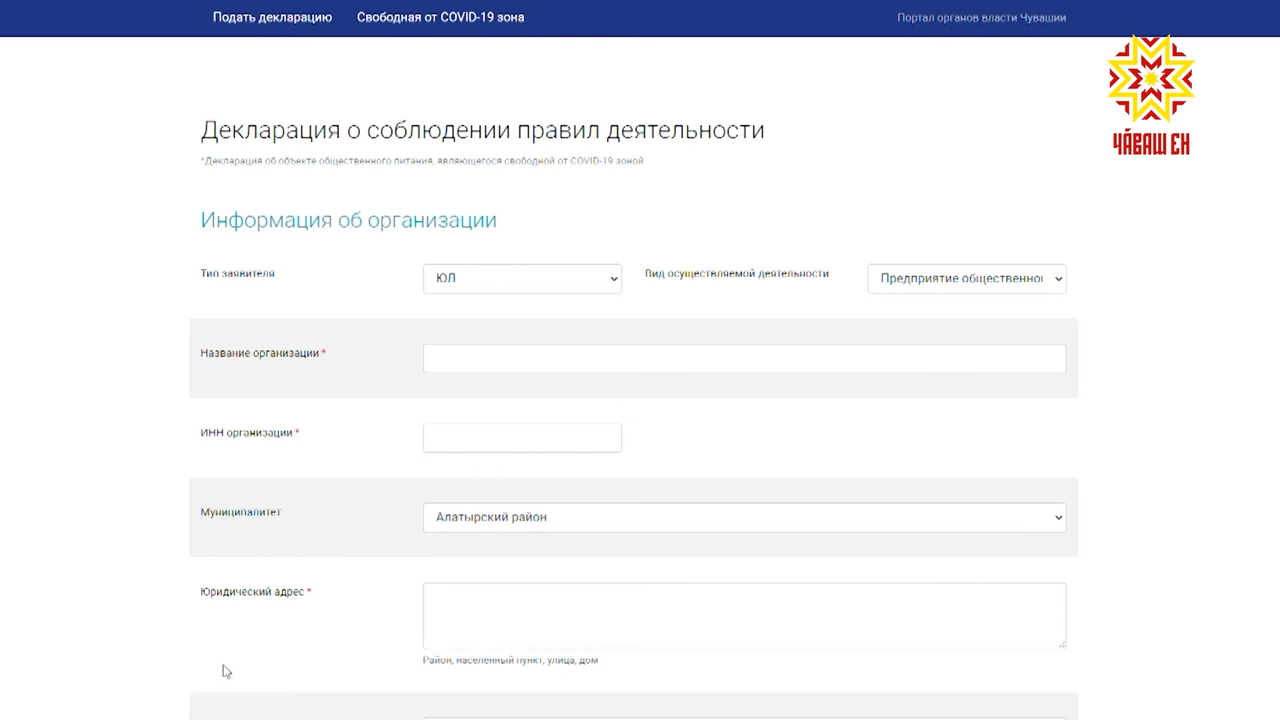 Подать декларацию Свободная от COVID-19 зона Портал органов власти Чувашии
ЧӐВАШ ЕН
Декларация о соблюдении правил деятельности
*Декларация об объекте общественного питания, являющегося свободной от COVID-19 зоной
Информация об организации
Тип заявителя ЮЛ Вид осуществляемой деятельности Предприятие общественног
Название организации *
ИНН организации *
Муниципалитет Алатырский район
Юридический адрес *
Район, населенный пункт, улица, дом